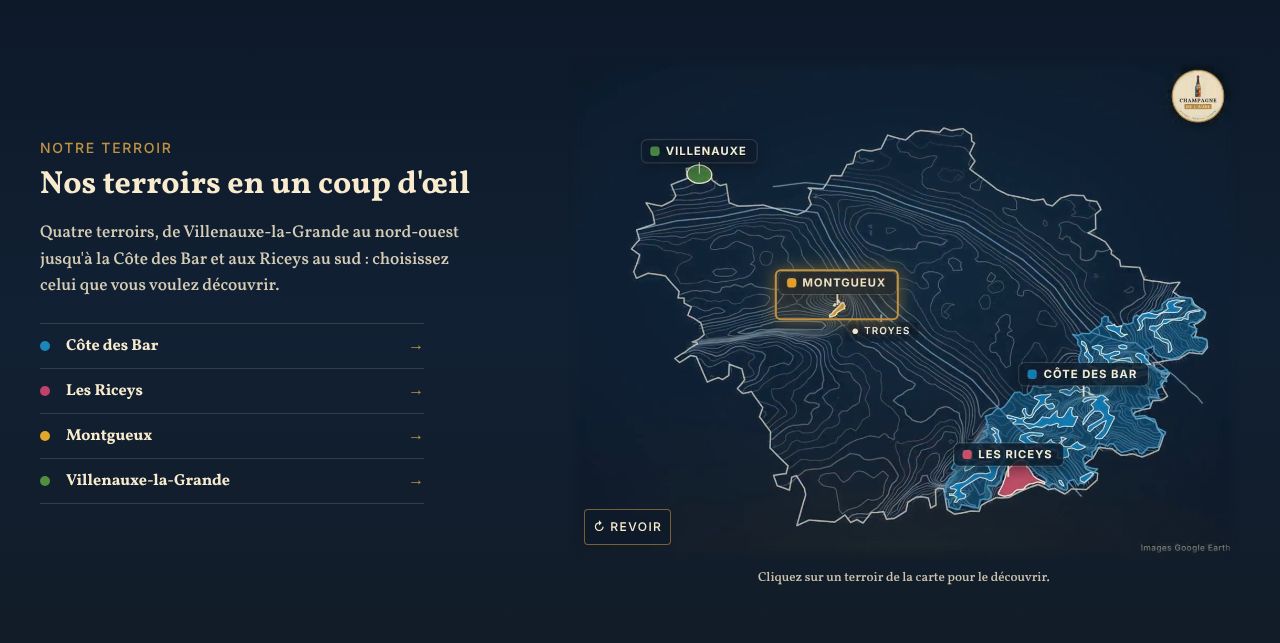 NOTRE TERROIR
Nos terroirs en un coup d'œil
Quatre terroirs, de Villenauxe-la-Grande au nord-ouest
jusqu'à la Côte des Bar et aux Riceys au sud : choisissez
celui que vous voulez découvrir.
Côte des Bar →
Les Riceys →
Montgueux →
Villenauxe-la-Grande →
CHAMPAGNE
VILLENAUXE
MONTGUEUX
TROYES
CÔTE DES BAR
LES RICEYS
↻ REVOIR
Images Google Earth
Cliquez sur un terroir de la carte pour le découvrir.